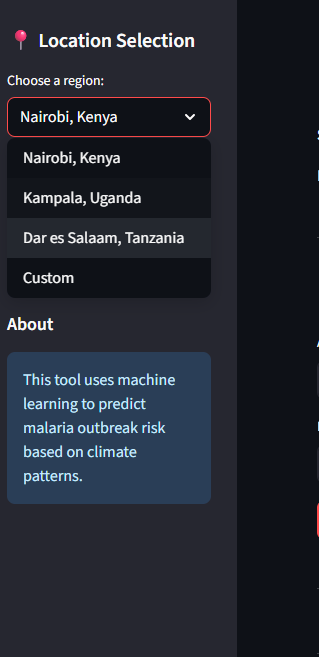 📍 Location Selection
Choose a region:
Nairobi, Kenya
Nairobi, Kenya
Kampala, Uganda
Dar es Salaam, Tanzania
Custom
About
This tool uses machine
learning to predict
malaria outbreak risk
based on climate
patterns.